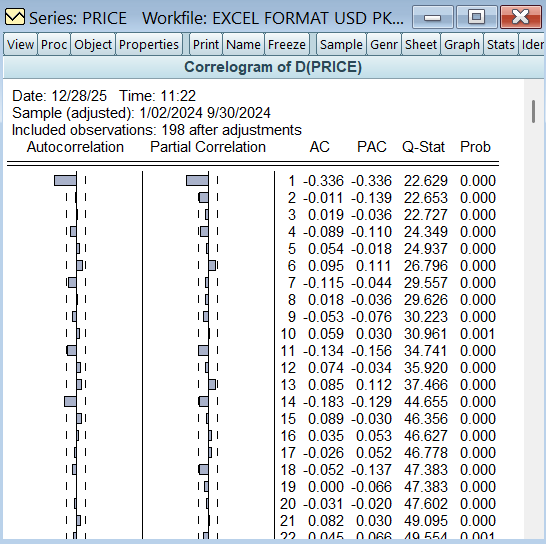 Series: PRICE Workfile: EXCEL FORMAT USD PK...
View Proc Object Properties Print Name Freeze Sample Genr Sheet Graph Stats Iden
Correlogram of D(PRICE)
Date: 12/28/25 Time: 11:22
Sample (adjusted): 1/02/2024 9/30/2024
Included observations: 198 after adjustments
Autocorrelation Partial Correlation AC PAC Q-Stat Prob
1 -0.336 -0.336 22.629 0.000
2 -0.011 -0.139 22.653 0.000
3 0.019 -0.036 22.727 0.000
4 -0.089 -0.110 24.349 0.000
5 0.054 -0.018 24.937 0.000
6 0.095 0.111 26.796 0.000
7 -0.115 -0.044 29.557 0.000
8 0.018 -0.036 29.626 0.000
9 -0.053 -0.076 30.223 0.000
10 0.059 0.030 30.961 0.001
11 -0.134 -0.156 34.741 0.000
12 0.074 -0.034 35.920 0.000
13 0.085 0.112 37.466 0.000
14 -0.183 -0.129 44.655 0.000
15 0.089 -0.030 46.356 0.000
16 0.035 0.053 46.627 0.000
17 -0.026 0.052 46.778 0.000
18 -0.052 -0.137 47.383 0.000
19 0.000 -0.066 47.383 0.000
20 -0.031 -0.020 47.602 0.000
21 0.082 0.030 49.095 0.000
22 0.045 0.066 49.554 0.001